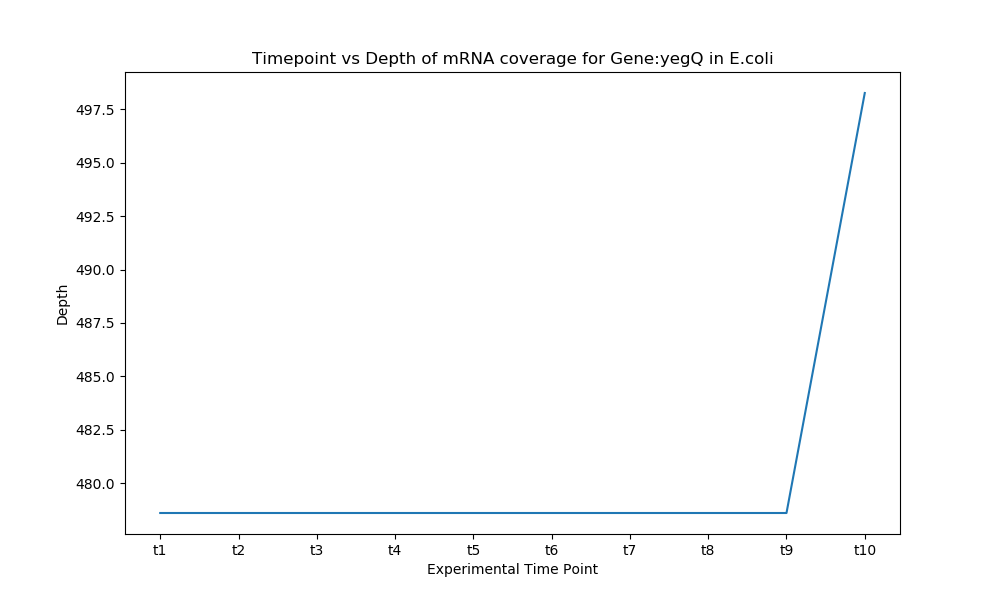 Timepoint vs Depth of mRNA coverage for Gene:yegQ in E.coli
497.5
495.0
492.5
490.0
487.5
485.0
482.5
480.0
Depth
t1 t2 t3 t4 t5 t6 t7 t8 t9 t10
Experimental Time Point